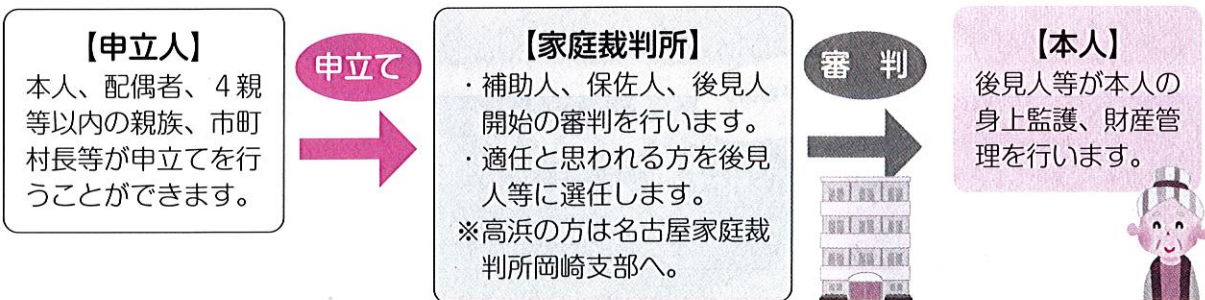 【申立人】
本人、配偶者、4親
等以内の親族、市町
村長等が申立てを行
うことができます。
申立て
【家庭裁判所】
・補助人、保佐人、後見人
開始の審判を行います。
・適任と思われる方を後見
人等に選任します。
※高浜の方は名古屋家庭裁
判所岡崎支部へ。
審 判
【本人】
後見人等が本人の
身上監護、財産管
理を行います。